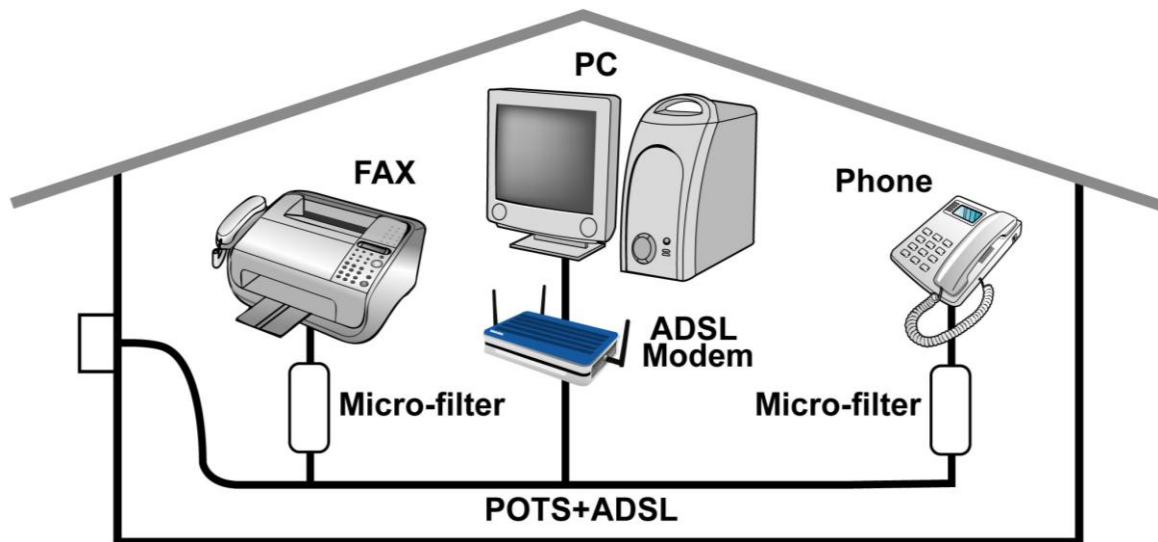 PC
FAX
Phone
ADSL
Modem
Micro-filter
Micro-filter
POTS+ADSL